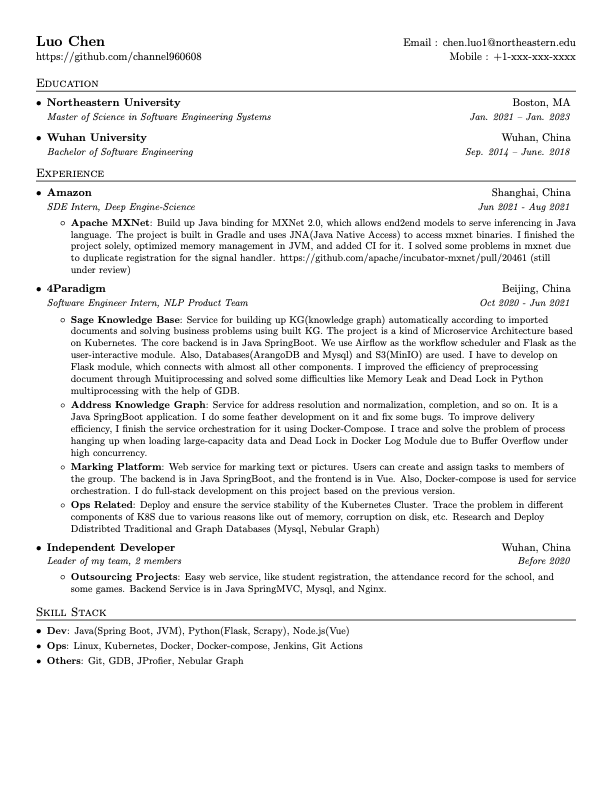 Luo Chen
Email : chen.luo1@northeastern.edu
https://github.com/channel960608
Mobile : +1-xxx-xxx-xxxx
Education
• Northeastern University
Boston, MA
Master of Science in Software Engineering Systems
Jan. 2021 – Jan. 2023
• Wuhan University
Wuhan, China
Bachelor of Software Engineering
Sep. 2014 – June. 2018
Experience
• Amazon
Shanghai, China
SDE Intern, Deep Engine-Science
Jun 2021 - Aug 2021
◦ Apache MXNet: Build up Java binding for MXNet 2.0, which allows end2end models to serve inferencing in Java
language. The project is built in Gradle and uses JNA(Java Native Access) to access mxnet binaries. I finished the
project solely, optimized memory management in JVM, and added CI for it. I solved some problems in mxnet due
to duplicate registration for the signal handler. https://github.com/apache/incubator-mxnet/pull/20461 (still
under review)
• 4Paradigm
Beijing, China
Software Engineer Intern, NLP Product Team
Oct 2020 - Jun 2021
◦ Sage Knowledge Base: Service for building up KG(knowledge graph) automatically according to imported
documents and solving business problems using built KG. The project is a kind of Microservice Architecture based
on Kubernetes. The core backend is in Java SpringBoot. We use Airflow as the workflow scheduler and Flask as the
user-interactive module. Also, Databases(ArangoDB and Mysql) and S3(MinIO) are used. I have to develop on
Flask module, which connects with almost all other components. I improved the efficiency of preprocessing
document through Muitiprocessing and solved some difficulties like Memory Leak and Dead Lock in Python
multiprocessing with the help of GDB.
◦ Address Knowledge Graph: Service for address resolution and normalization, completion, and so on. It is a
Java SpringBoot application. I do some feather development on it and fix some bugs. To improve delivery
efficiency, I finish the service orchestration for it using Docker-Compose. I trace and solve the problem of process
hanging up when loading large-capacity data and Dead Lock in Docker Log Module due to Buffer Overflow under
high concurrency.
◦ Marking Platform: Web service for marking text or pictures. Users can create and assign tasks to members of
the group. The backend is in Java SpringBoot, and the frontend is in Vue. Also, Docker-compose is used for service
orchestration. I do full-stack development on this project based on the previous version.
◦ Ops Related: Deploy and ensure the service stability of the Kubernetes Cluster. Trace the problem in different
components of K8S due to various reasons like out of memory, corruption on disk, etc. Research and Deploy
Ddistribted Traditional and Graph Databases (Mysql, Nebular Graph)
• Independent Developer
Wuhan, China
Leader of my team, 2 members
Before 2020
◦ Outsourcing Projects: Easy web service, like student registration, the attendance record for the school, and
some games. Backend Service is in Java SpringMVC, Mysql, and Nginx.
Skill Stack
• Dev: Java(Spring Boot, JVM), Python(Flask, Scrapy), Node.js(Vue)
• Ops: Linux, Kubernetes, Docker, Docker-compose, Jenkins, Git Actions
• Others: Git, GDB, JProfier, Nebular Graph